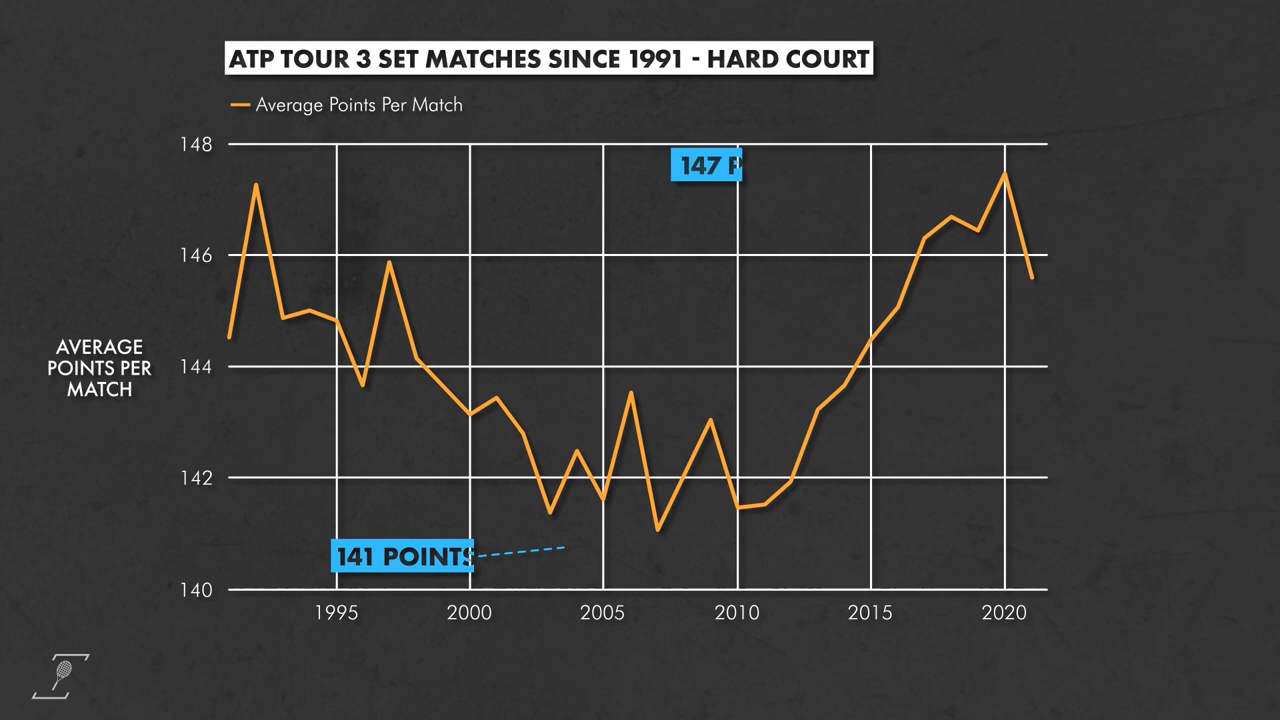 ATP TOUR 3 SET MATCHES SINCE 1991 - HARD COURT
Average Points Per Match
148
147
146
AVERAGE
POINTS PER
MATCH
144
142
141 POINTS
140
1995 2000 2005 2010 2015 2020